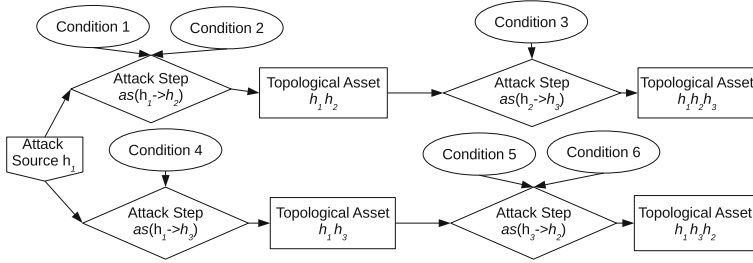 Condition 1
Condition 2
Condition 3
Attack Step
as(h₁->h₂)
Topological Asset
h₁h₂
Attack Step
as(h₂->h₃)
Topological Asset
h₁h₂h₃
Attack
Source h₁
Condition 4
Condition 5
Condition 6
Attack Step
as(h₁->h₃)
Topological Asset
h₁h₃
Attack Step
as(h₃->h₂)
Topological Asset
h₁h₃h₂